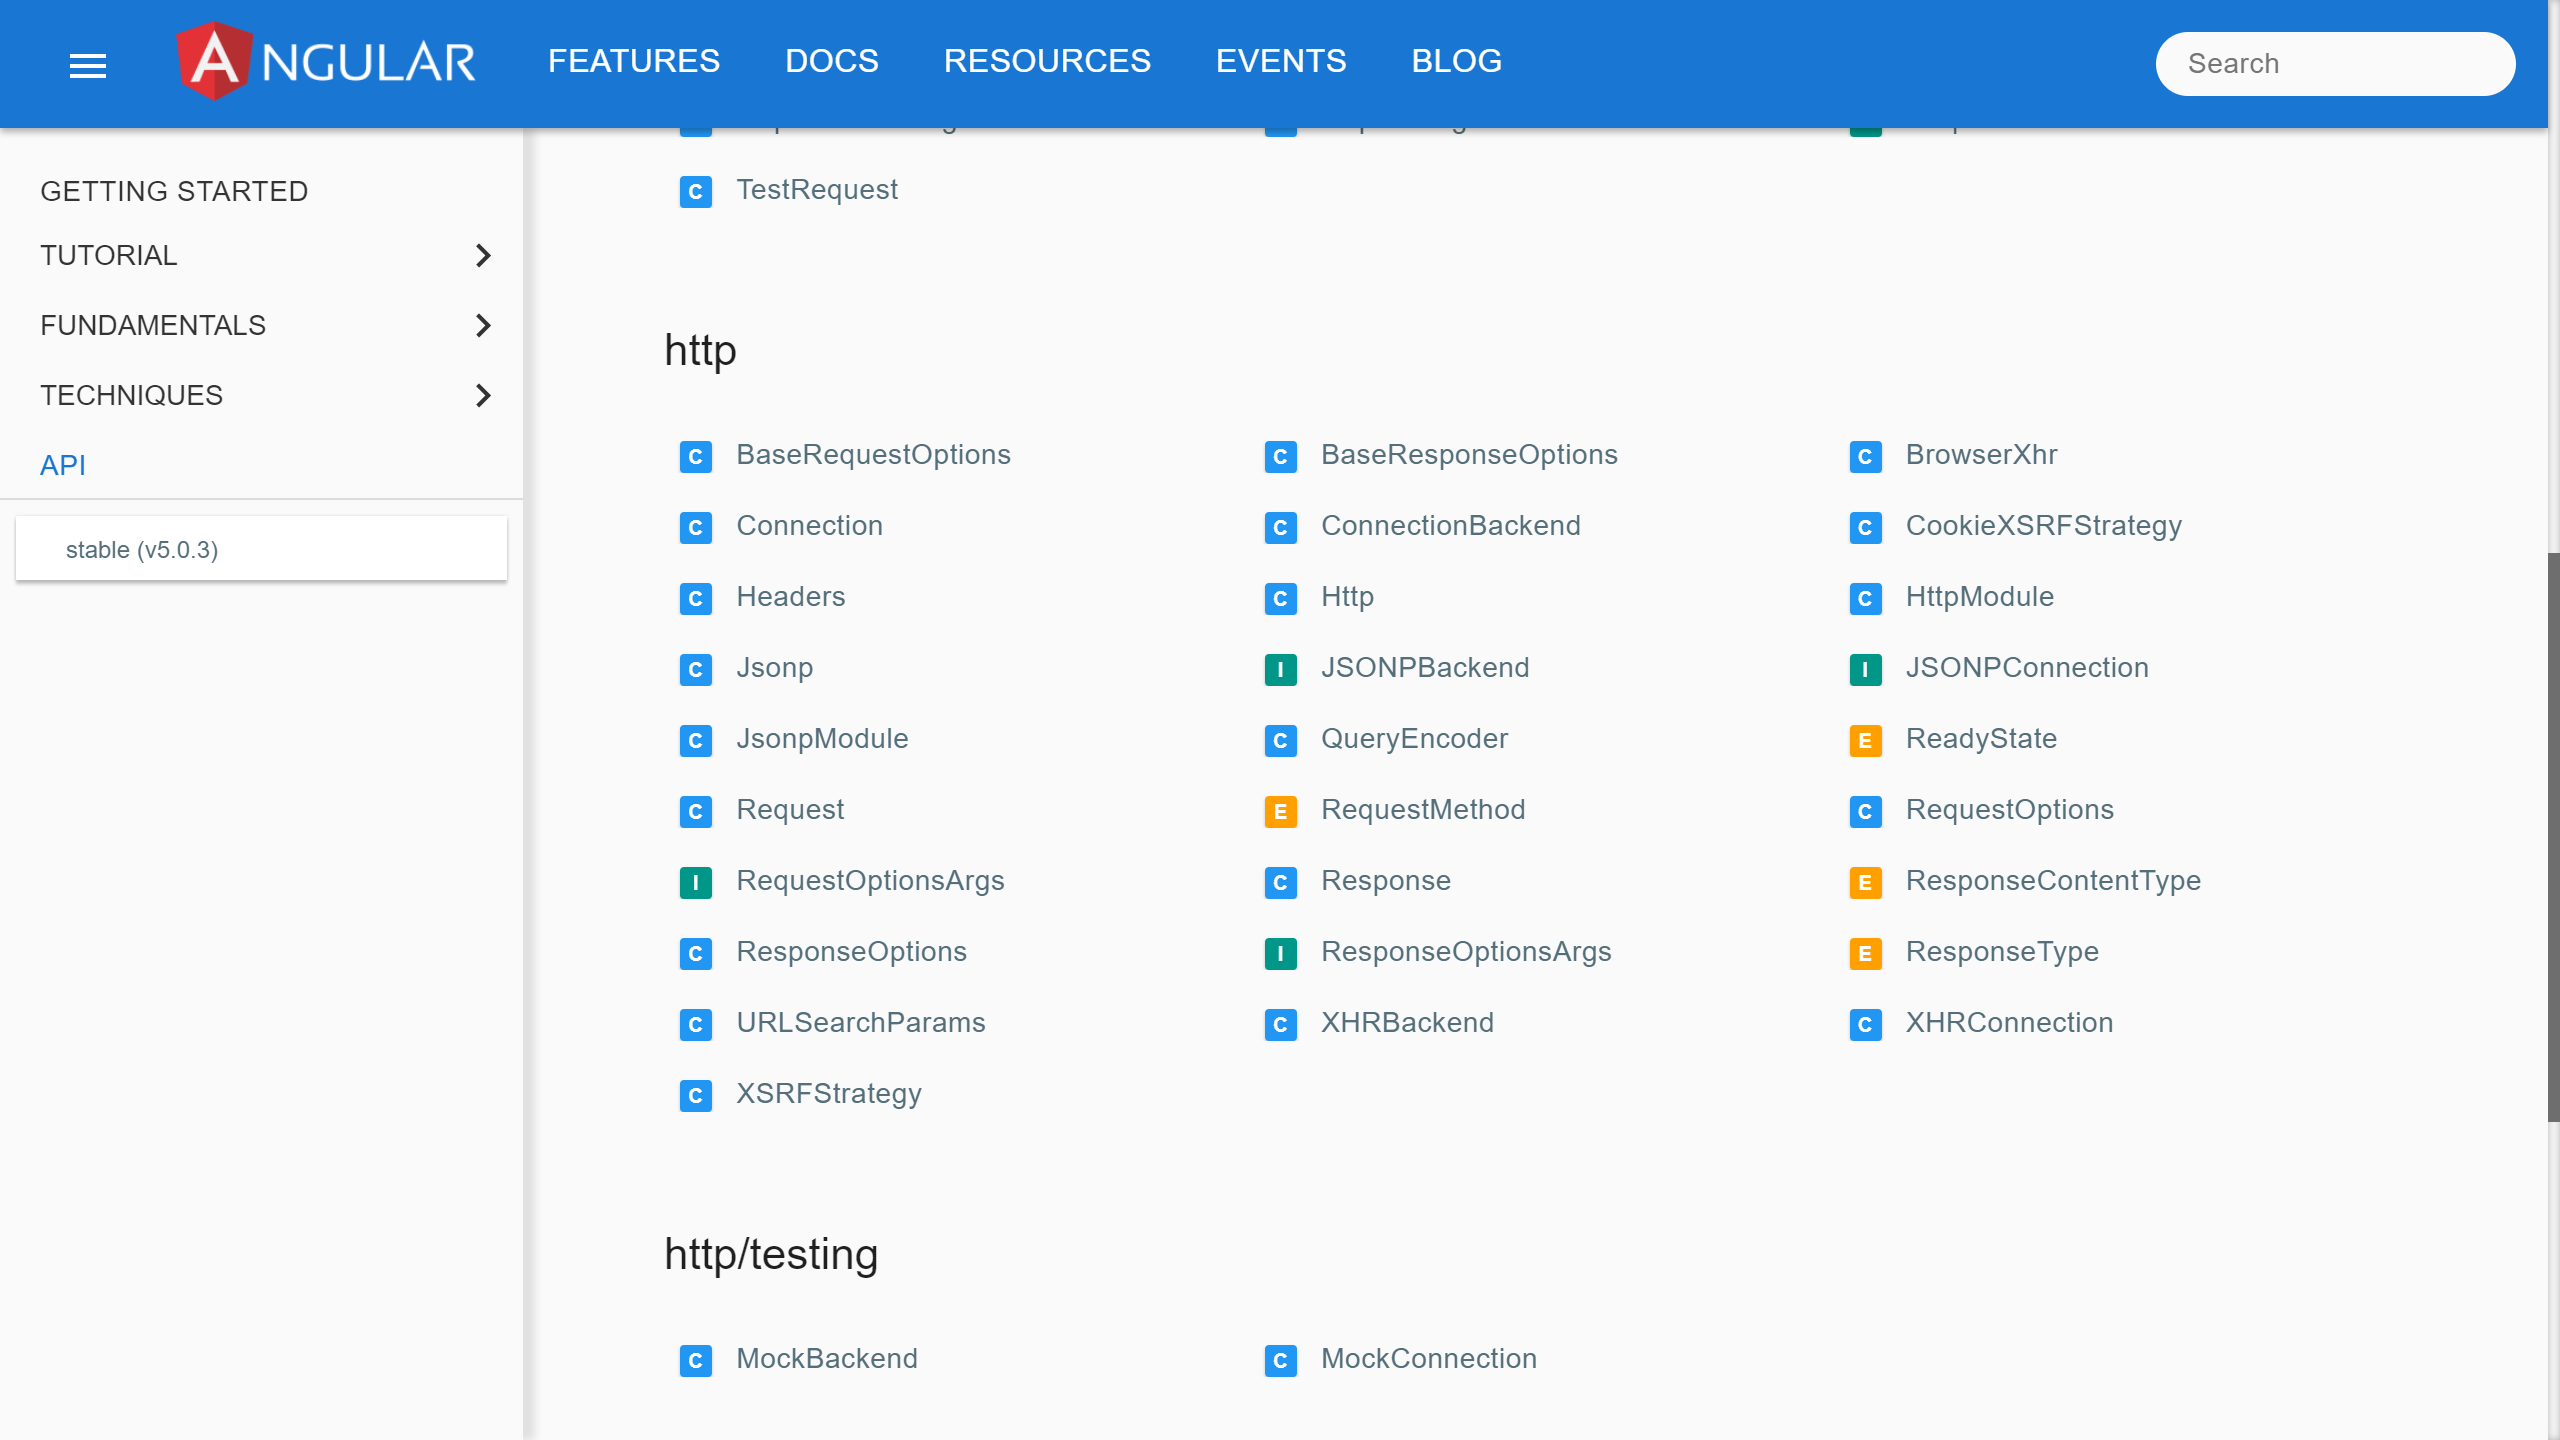 ANGULAR FEATURES DOCS RESOURCES EVENTS BLOG Search
GETTING STARTED
TUTORIAL
FUNDAMENTALS
TECHNIQUES
API
stable (v5.0.3)
C TestRequest
http
C BaseRequestOptions C BaseResponseOptions C BrowserXhr
C Connection C ConnectionBackend C CookieXSRFStrategy
C Headers C Http C HttpModule
C Jsonp I JSONPBackend I JSONPConnection
C JsonpModule C QueryEncoder E ReadyState
C Request E RequestMethod C RequestOptions
I RequestOptionsArgs C Response E ResponseContentType
C ResponseOptions I ResponseOptionsArgs E ResponseType
C URLSearchParams C XHRBackend C XHRConnection
C XSRFStrategy
http/testing
C MockBackend C MockConnection